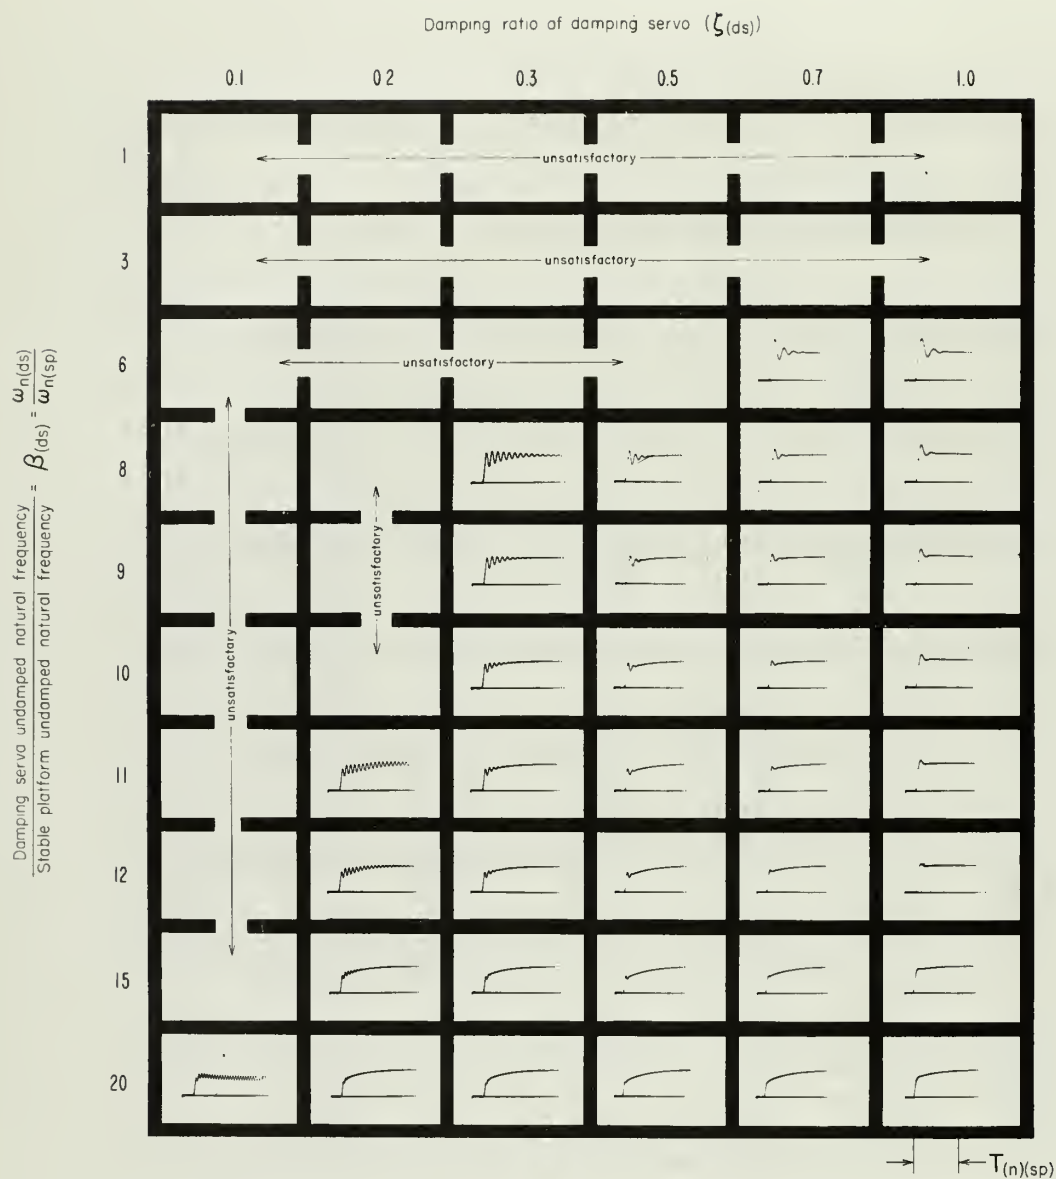 Damping ratio of damping servo (ζ(ds))
0.1 0.2 0.3 0.5 0.7 1.0
1 unsatisfactory
3 unsatisfactory
6 unsatisfactory
8
9
10
11
12
15
20
unsatisfactory
unsatisfactory
Damping servo undamped natural frequency / Stable platform undamped natural frequency = β(ds) = ωn(ds) / ωn(sp)
T(n)(sp)